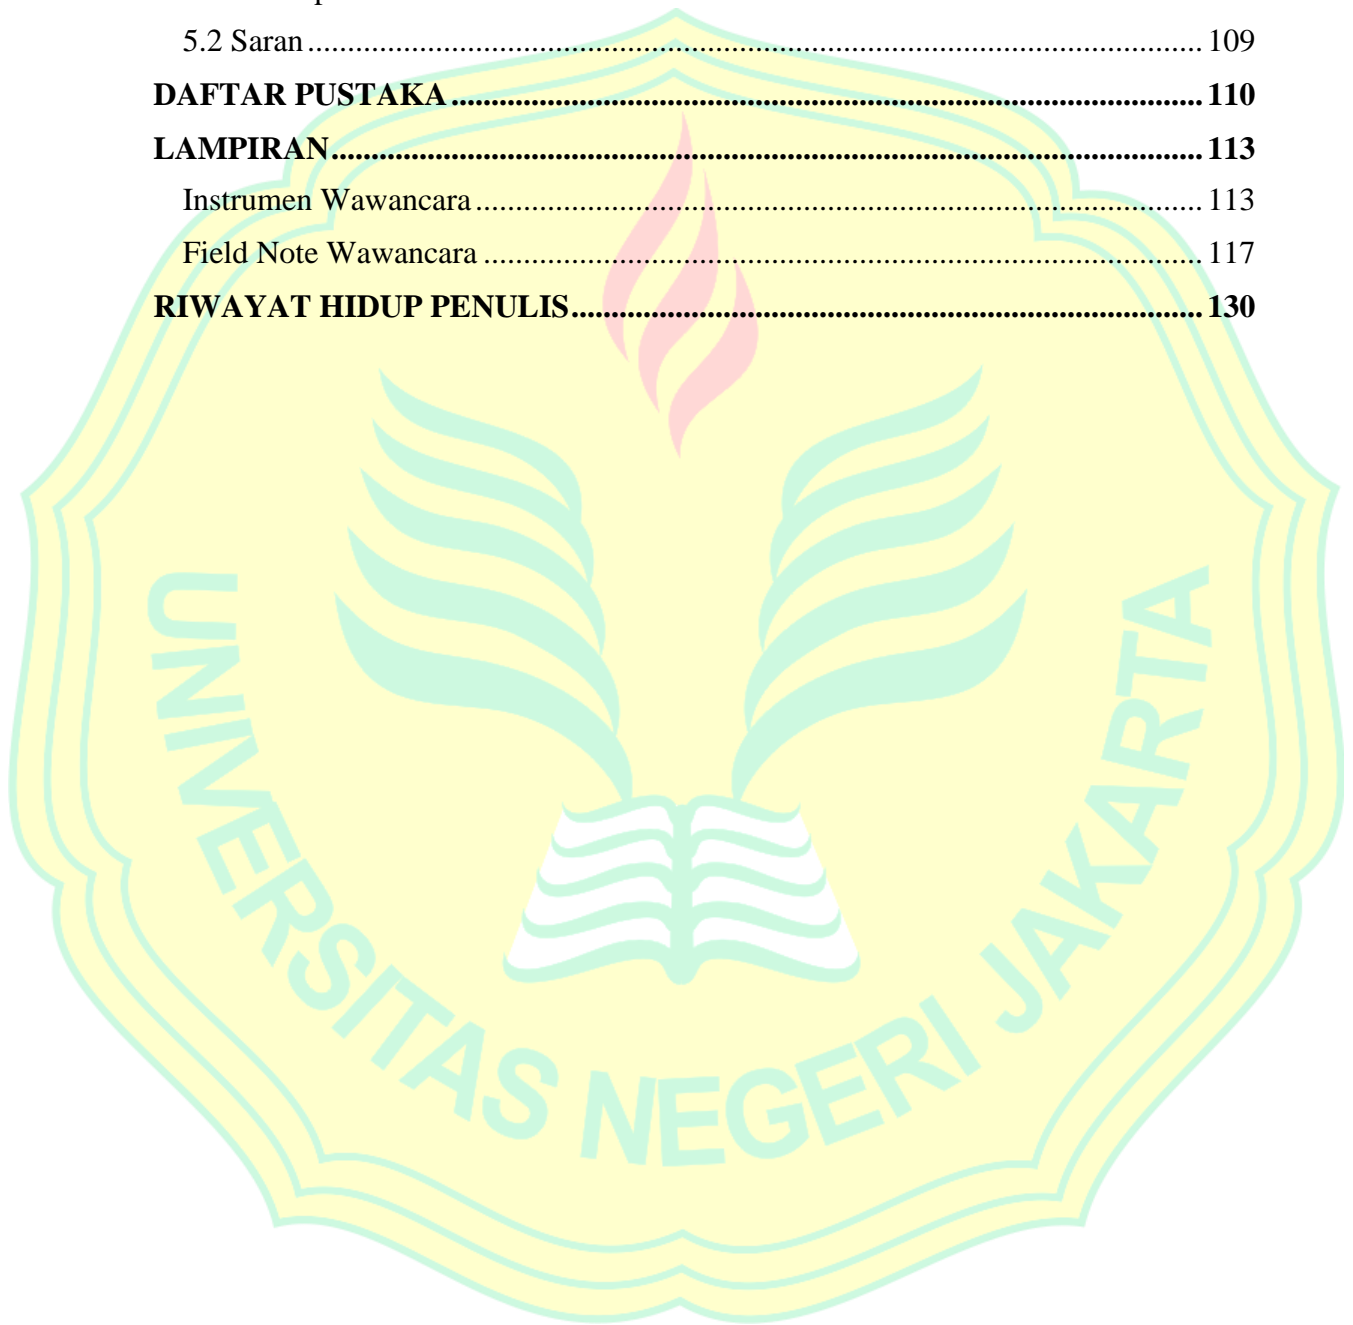 5.2 Saran ........................................................................................................ 109
DAFTAR PUSTAKA ........................................................................................ 110
LAMPIRAN ........................................................................................................ 113
Instrumen Wawancara ........................................................................................ 113
Field Note Wawancara ........................................................................................ 117
RIWAYAT HIDUP PENULIS ............................................................................ 130
UNIVERSITAS NEGERI JAKARTA